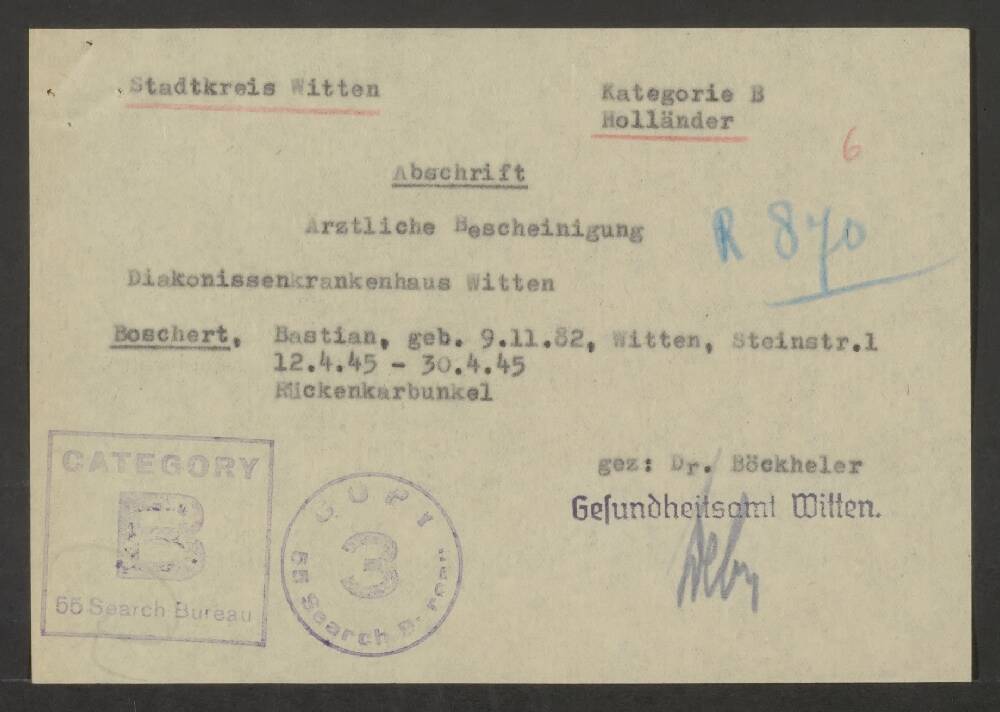 Stadtkreis Witten
Kategorie B
Holländer
6
Abschrift
Arztliche Bescheinigung
R 870
Diakonissenkrankenhaus Witten
Boschert, Bastian, geb. 9.11.82, Witten, Steinstr.1
12.4.45 - 30.4.45
Rückenkarbunkel
gez: Dr. Böckheler
Gesundheitsamt Witten.
CATEGORY
B
55 Search Bureau
COPY
3
55 Search Bureau